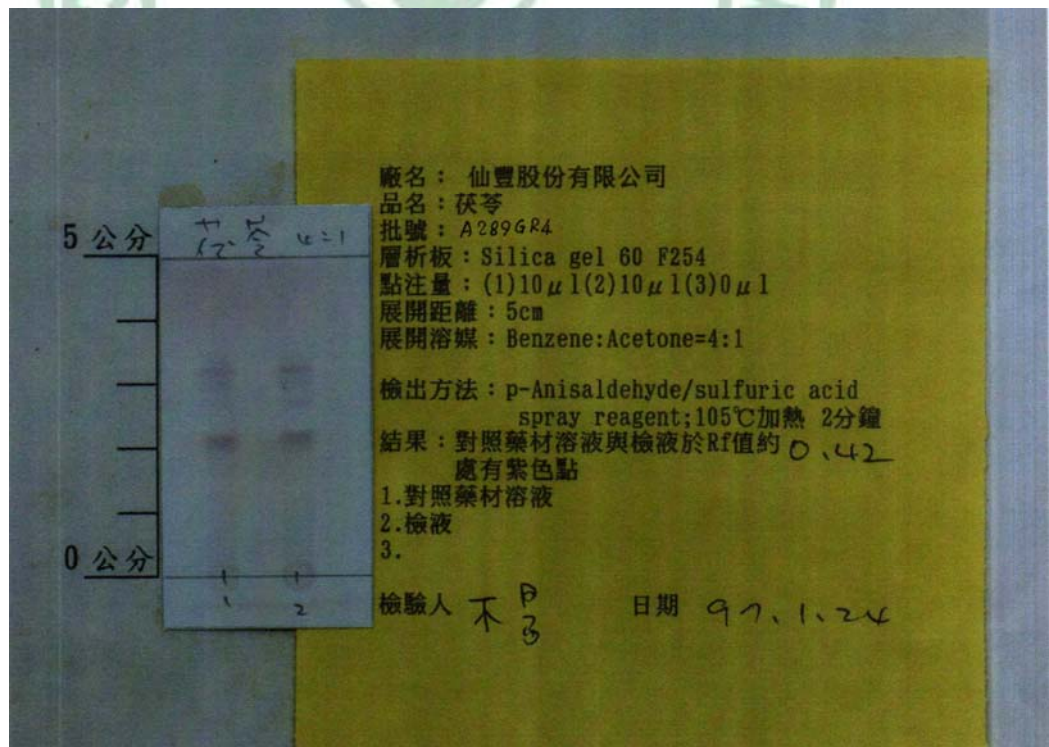 廠名： 仙豐股份有限公司
品名：茯苓
批號：A289GR4
層析板：Silica gel 60 F254
點注量：(1)10μl(2)10μl(3)0μl
展開距離：5cm
展開溶媒：Benzene:Acetone=4:1
檢出方法：p-Anisaldehyde/sulfuric acid
spray reagent;105℃加熱 2分鐘
結果：對照藥材溶液與檢液於Rf值約 0.42
處有紫色點
1.對照藥材溶液
2.檢液
3.
檢驗人
日期 97.1.24
5 公分
茯苓 4:1
0 公分
1 2